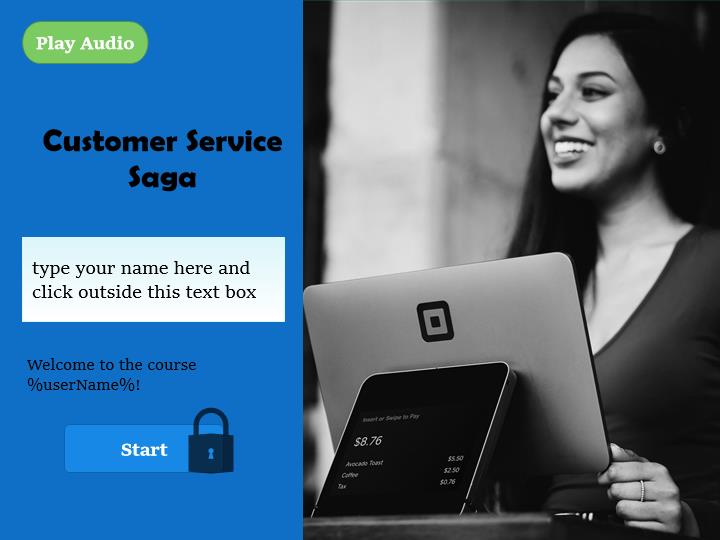 Play Audio
Customer Service
Saga
type your name here and
click outside this text box
Welcome to the course
%userName%!
Start
Insert or Swipe to Pay
$8.76
Avocado Toast $5.50
Coffee $2.50
Tax $0.76